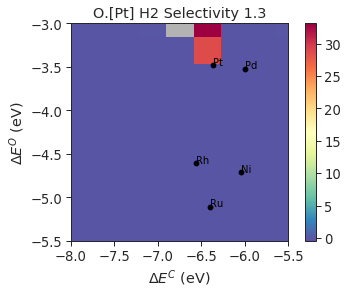 O.[Pt] H2 Selectivity 1.3
−3.0
−3.5
−4.0
−4.5
−5.0
−5.5
ΔE^O (eV)
Pt
Pd
Rh
Ni
Ru
−8.0 −7.5 −7.0 −6.5 −6.0 −5.5
ΔE^C (eV)
30
25
20
15
10
5
0